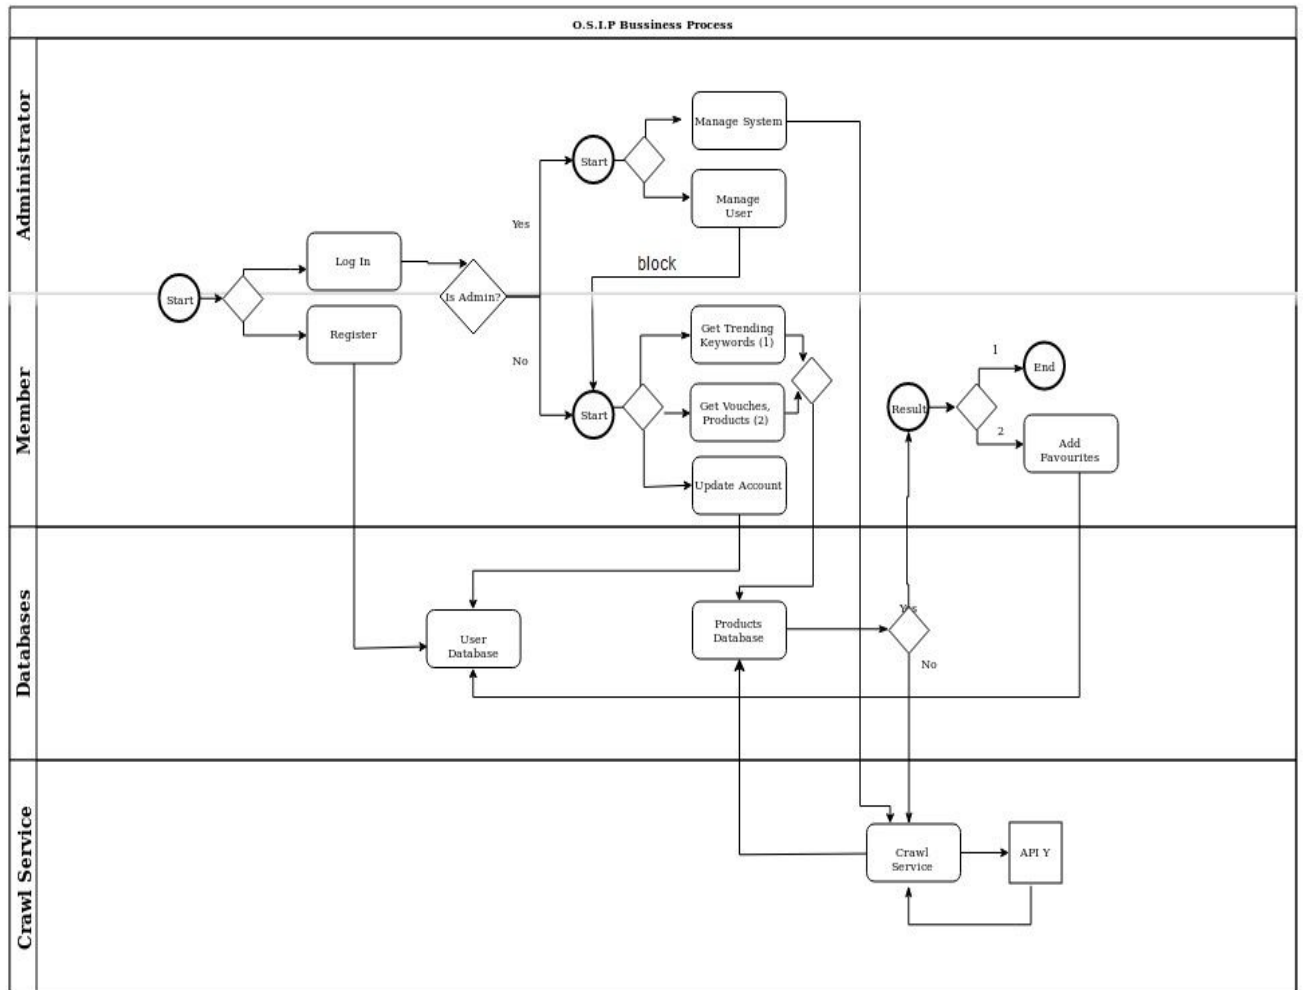 O.S.I.P Bussiness Process
Administrator
Manage System
Start
Manage
User
Yes
block
Log In
Start
Is Admin?
Register
Member
Get Trending
Keywords (1)
No
Start
Get Vouches,
Products (2)
Update Account
1
End
Result
2
Add
Favourites
Databases
User
Database
Products
Database
Yes
No
Crawl Service
Crawl
Service
API Y